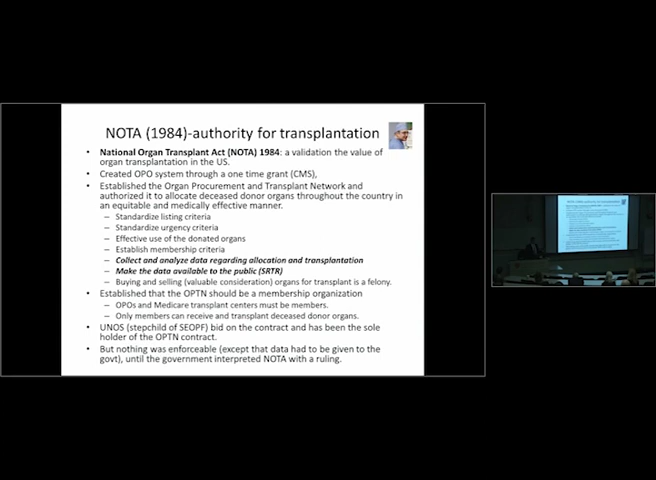 NOTA (1984)-authority for transplantation
• National Organ Transplant Act (NOTA) 1984: a validation the value of
organ transplantation in the US.
• Created OPO system through a one time grant (CMS),
• Established the Organ Procurement and Transplant Network and
authorized it to allocate deceased donor organs throughout the country in
an equitable and medically effective manner.
– Standardize listing criteria
– Standardize urgency criteria
– Effective use of the donated organs
– Establish membership criteria
– Collect and analyze data regarding allocation and transplantation
– Make the data available to the public (SRTR)
– Buying and selling (valuable consideration) organs for transplant is a felony.
• Established that the OPTN should be a membership organization
– OPOs and Medicare transplant centers must be members.
– Only members can receive and transplant deceased donor organs.
• UNOS (stepchild of SEOPF) bid on the contract and has been the sole
holder of the OPTN contract.
• But nothing was enforceable (except that data had to be given to the
govt), until the government interpreted NOTA with a ruling.